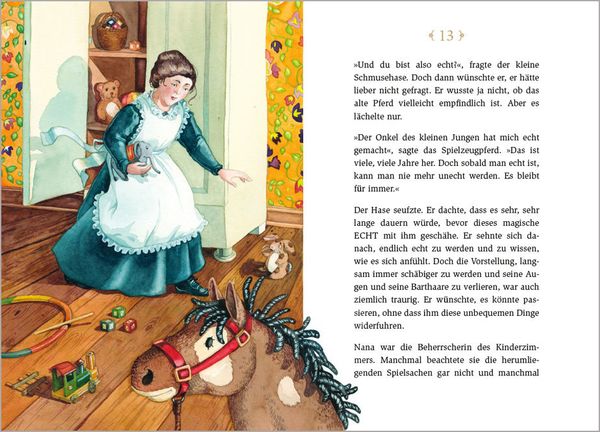 13
»Und du bist also echt?«, fragte der kleine
Schmusehase. Doch dann wünschte er, er hätte
lieber nicht gefragt. Er wusste ja nicht, ob das
alte Pferd vielleicht empfindlich ist. Aber es
lächelte nur.
»Der Onkel des kleinen Jungen hat mich echt
gemacht«, sagte das Spielzeugpferd. »Das ist
viele, viele Jahre her. Doch sobald man echt ist,
kann man nie mehr unecht werden. Es bleibt
für immer.«
Der Hase seufzte. Er dachte, dass es sehr, sehr
lange dauern würde, bevor dieses magische
ECHT mit ihm geschähe. Er sehnte sich da-
nach, endlich echt zu werden und zu wissen,
wie es sich anfühlt. Doch die Vorstellung, lang-
sam immer schäbiger zu werden und seine Au-
gen und seine Barthaare zu verlieren, war auch
ziemlich traurig. Er wünschte, es könnte pas-
sieren, ohne dass ihm diese unbequemen Dinge
widerfuhren.
Nana war die Beherrscherin des Kinderzim-
mers. Manchmal beachtete sie die herumlie-
genden Spielsachen gar nicht und manchmal